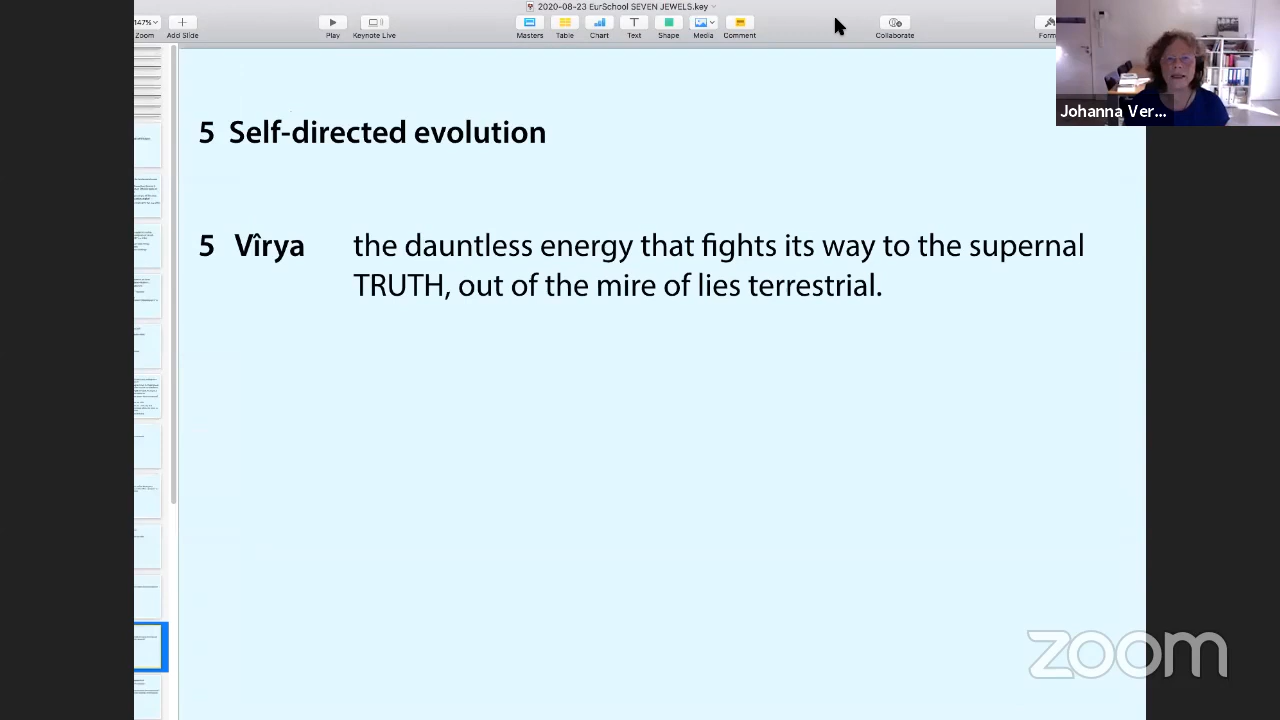 2020-08-23 EurSchool SEVEN JEWELS.key
147%
Zoom
Add Slide
Play
Keynote Live
Masters
Table
Chart
Text
Shape
Media
Comment
Collaborate
Form
Johanna Ver...
5 Self-directed evolution
5 Vîrya the dauntless energy that fights its way to the supernal
TRUTH, out of the mire of lies terrestrial.
zoom